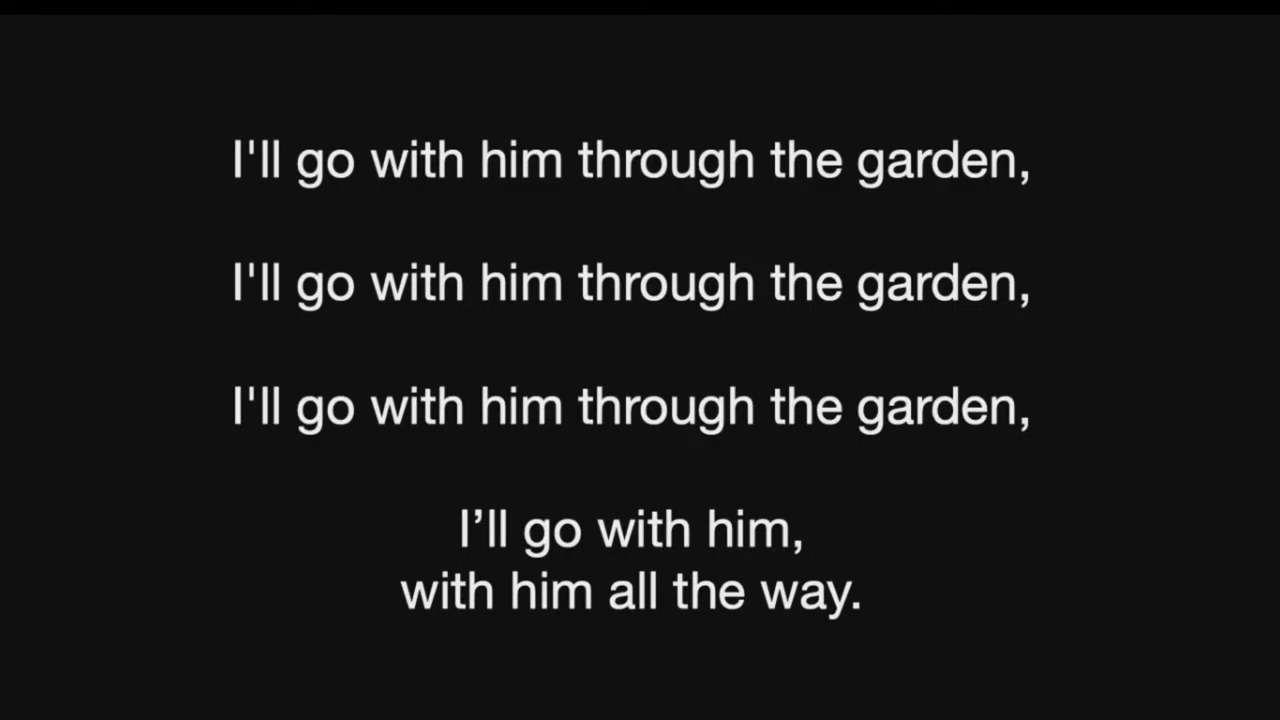 I'll go with him through the garden,
I'll go with him through the garden,
I'll go with him through the garden,
I’ll go with him,
with him all the way.